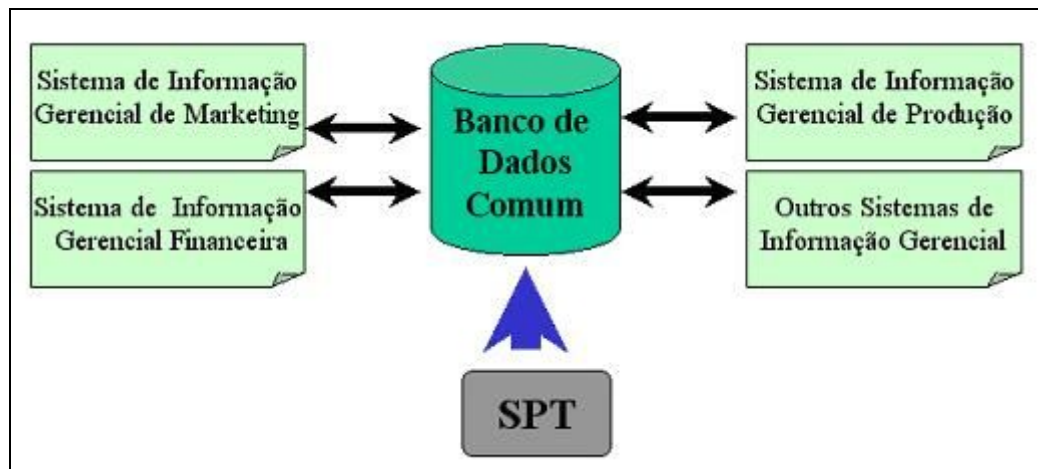 Sistema de Informação
Gerencial de Marketing
Sistema de Informação
Gerencial Financeira
Banco de
Dados
Comum
Sistema de Informação
Gerencial de Produção
Outros Sistemas de
Informação Gerencial
SPT